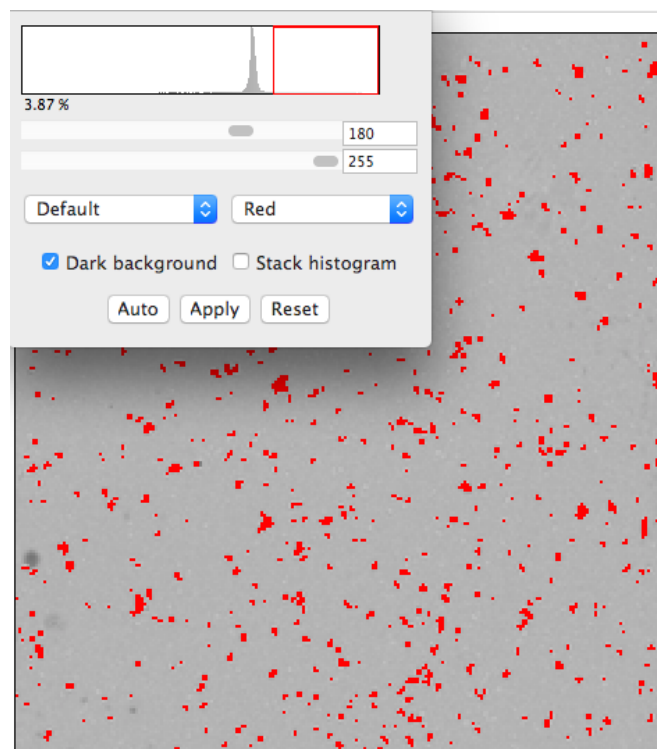 3.87 %
180
255
Default Red
Dark background Stack histogram
Auto Apply Reset